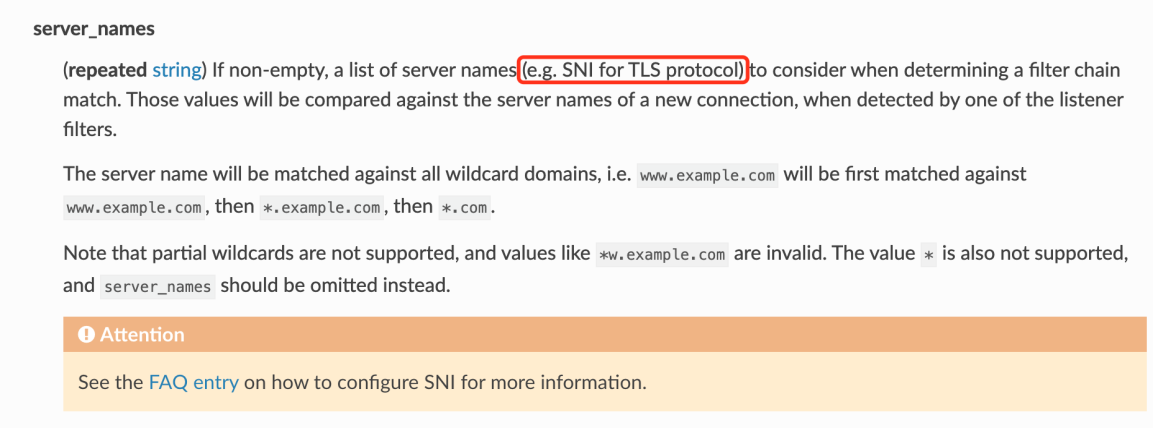 server_names
(repeated string) If non-empty, a list of server names (e.g. SNI for TLS protocol) to consider when determining a filter chain
match. Those values will be compared against the server names of a new connection, when detected by one of the listener
filters.
The server name will be matched against all wildcard domains, i.e. www.example.com will be first matched against
www.example.com, then *.example.com, then *.com.
Note that partial wildcards are not supported, and values like *w.example.com are invalid. The value * is also not supported,
and server_names should be omitted instead.
Attention
See the FAQ entry on how to configure SNI for more information.